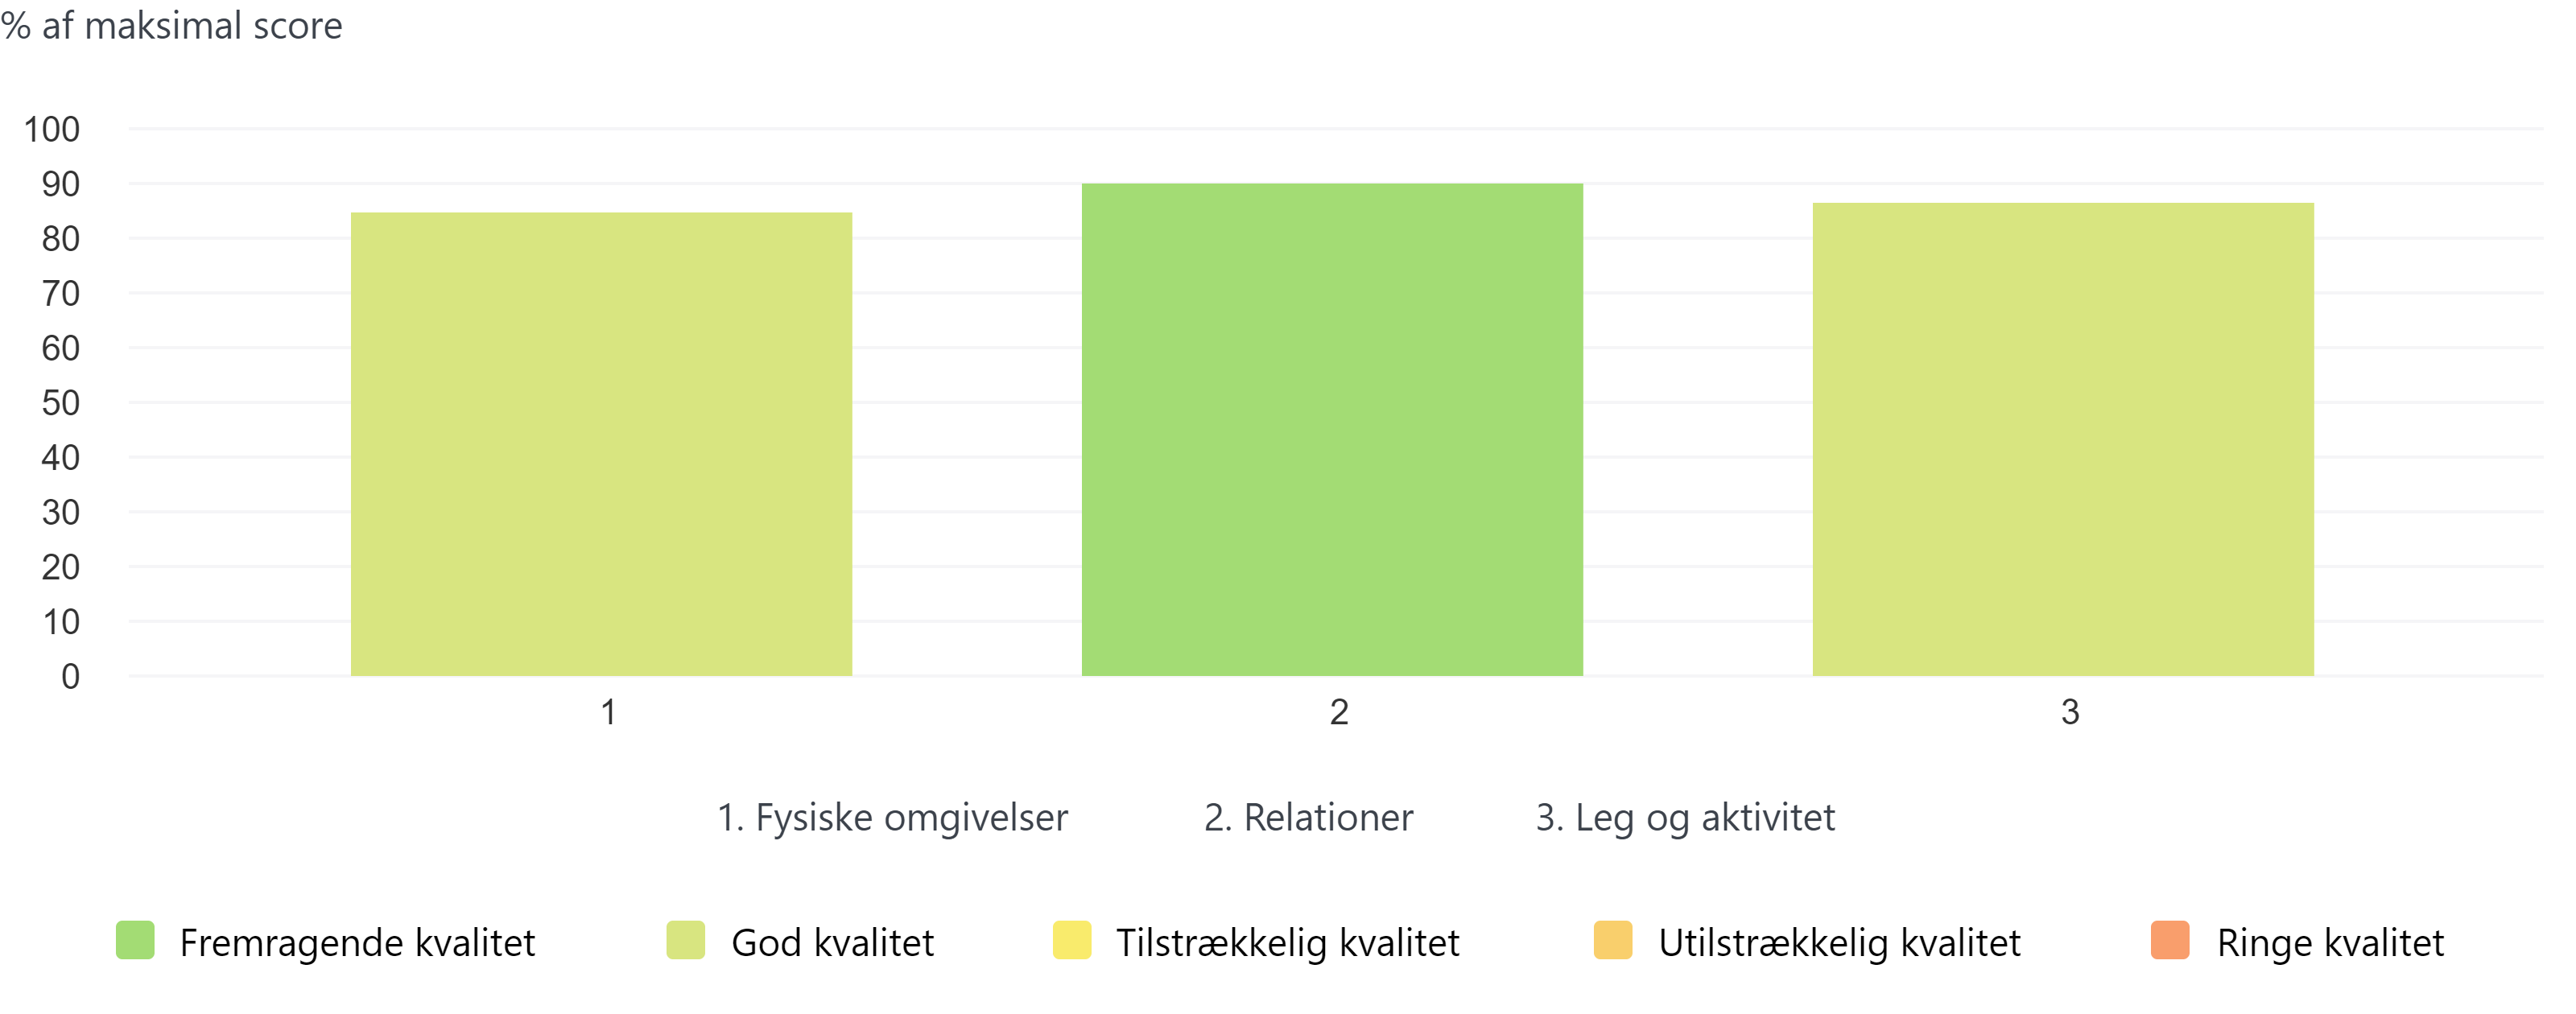 % af maksimal score
100
90
80
70
60
50
40
30
20
10
0
1 2 3
1. Fysiske omgivelser 2. Relationer 3. Leg og aktivitet
Fremragende kvalitet God kvalitet Tilstrækkelig kvalitet Utilstrækkelig kvalitet Ringe kvalitet